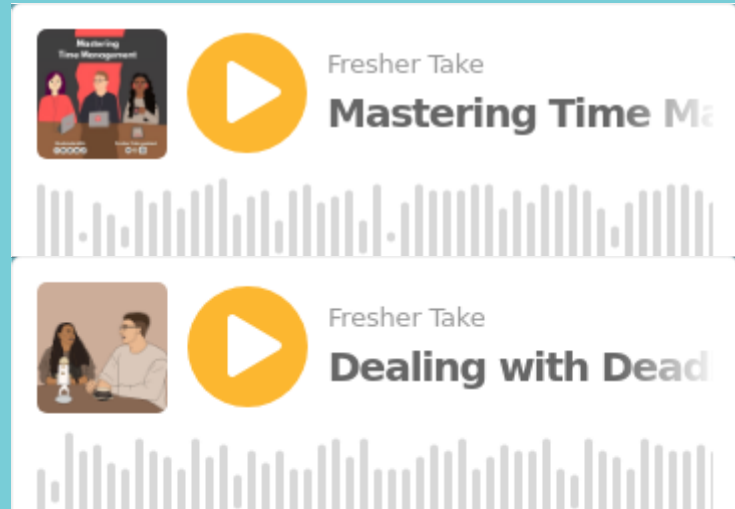 Mastering
Time Management
Fresher Take
Mastering Time Ma
Fresher Take
Dealing with Dead